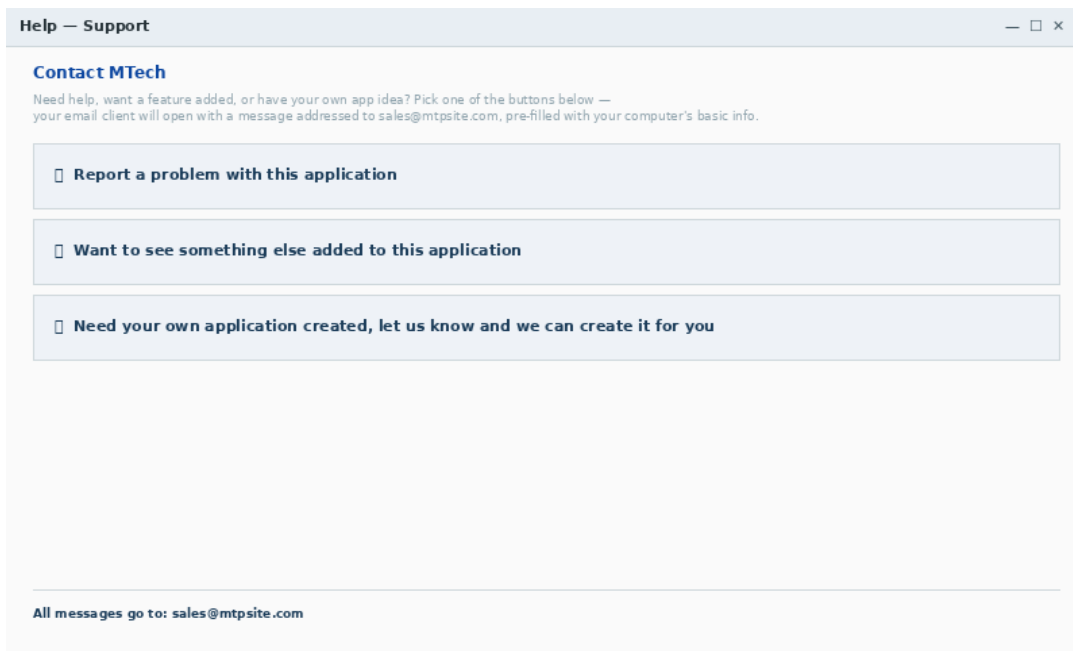 Help — Support
Contact MTech
Need help, want a feature added, or have your own app idea? Pick one of the buttons below —
your email client will open with a message addressed to sales@mtpsite.com, pre-filled with your computer's basic info.
Report a problem with this application
Want to see something else added to this application
Need your own application created, let us know and we can create it for you
All messages go to: sales@mtpsite.com